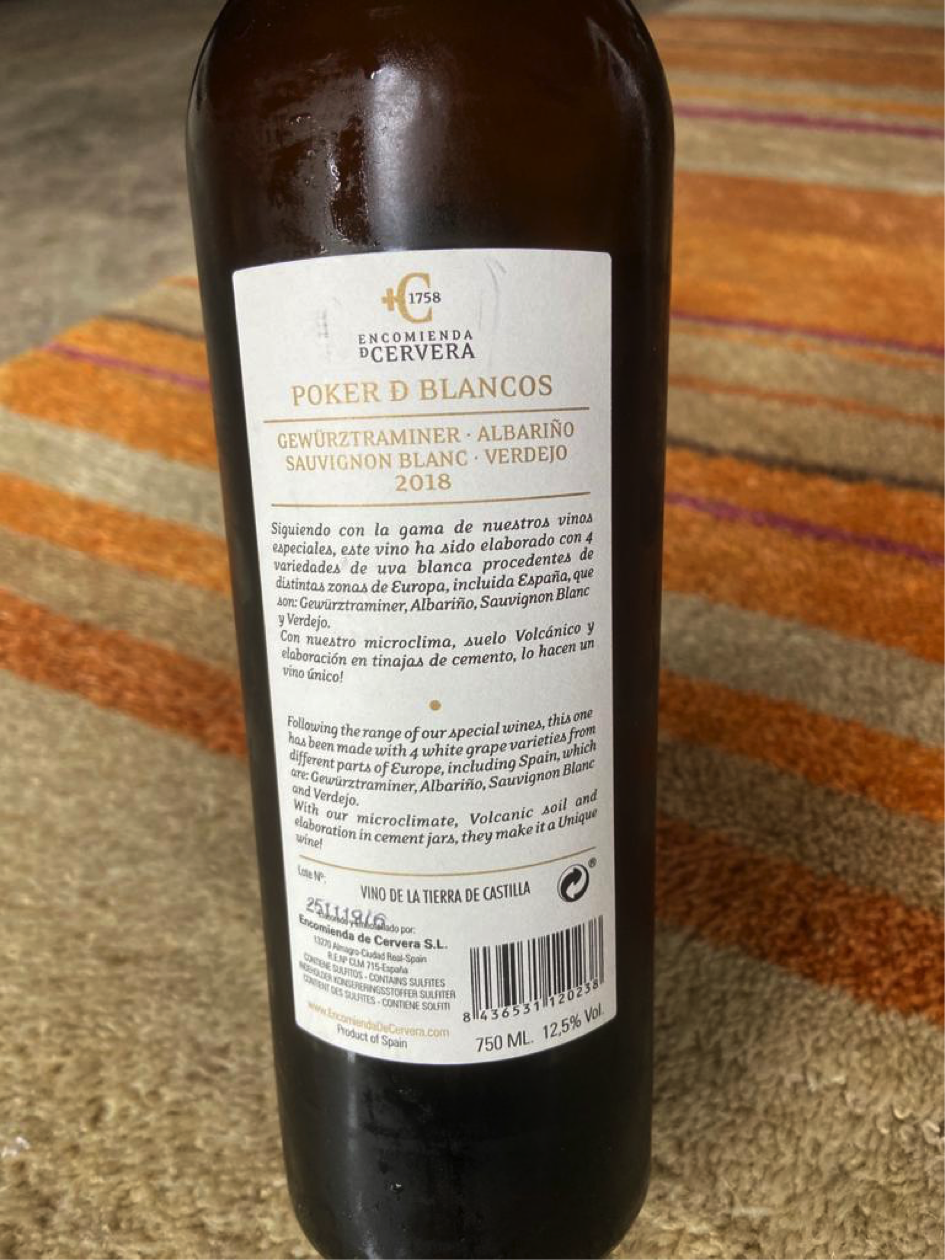 C 1758
ENCOMIENDA
D CERVERA
POKER Đ BLANCOS
GEWÜRZTRAMINER · ALBARIÑO
SAUVIGNON BLANC · VERDEJO
2018
Siguiendo con la gama de nuestros vinos
especiales, este vino ha sido elaborado con 4
variedades de uva blanca procedentes de
distintas zonas de Europa, incluida España, que
son: Gewürztraminer, Albariño, Sauvignon Blanc
y Verdejo.
Con nuestro microclima, suelo Volcánico y
elaboración en tinajas de cemento, lo hacen un
vino único!
Following the range of our special wines, this one
has been made with 4 white grape varieties from
different parts of Europe, including Spain, which
are: Gewürztraminer, Albariño, Sauvignon Blanc
and Verdejo.
With our microclimate, Volcanic soil and
elaboration in cement jars, they make it a Unique
wine!
Lote Nº:
VINO DE LA TIERRA DE CASTILLA
®
por:
Encomienda de Cervera S.L.
13270 Almagro-Ciudad Real-Spain
R.E. Nº CLM 715-España
CONTIENE SULFITOS - CONTAINS SULFITES
SULFITER
CONTIENT DES SULFITES - CONTIENE SOLFITI
www.EncomiendaDeCervera.com
Product of Spain
8 436531 120238
750 ML. 12,5% Vol.